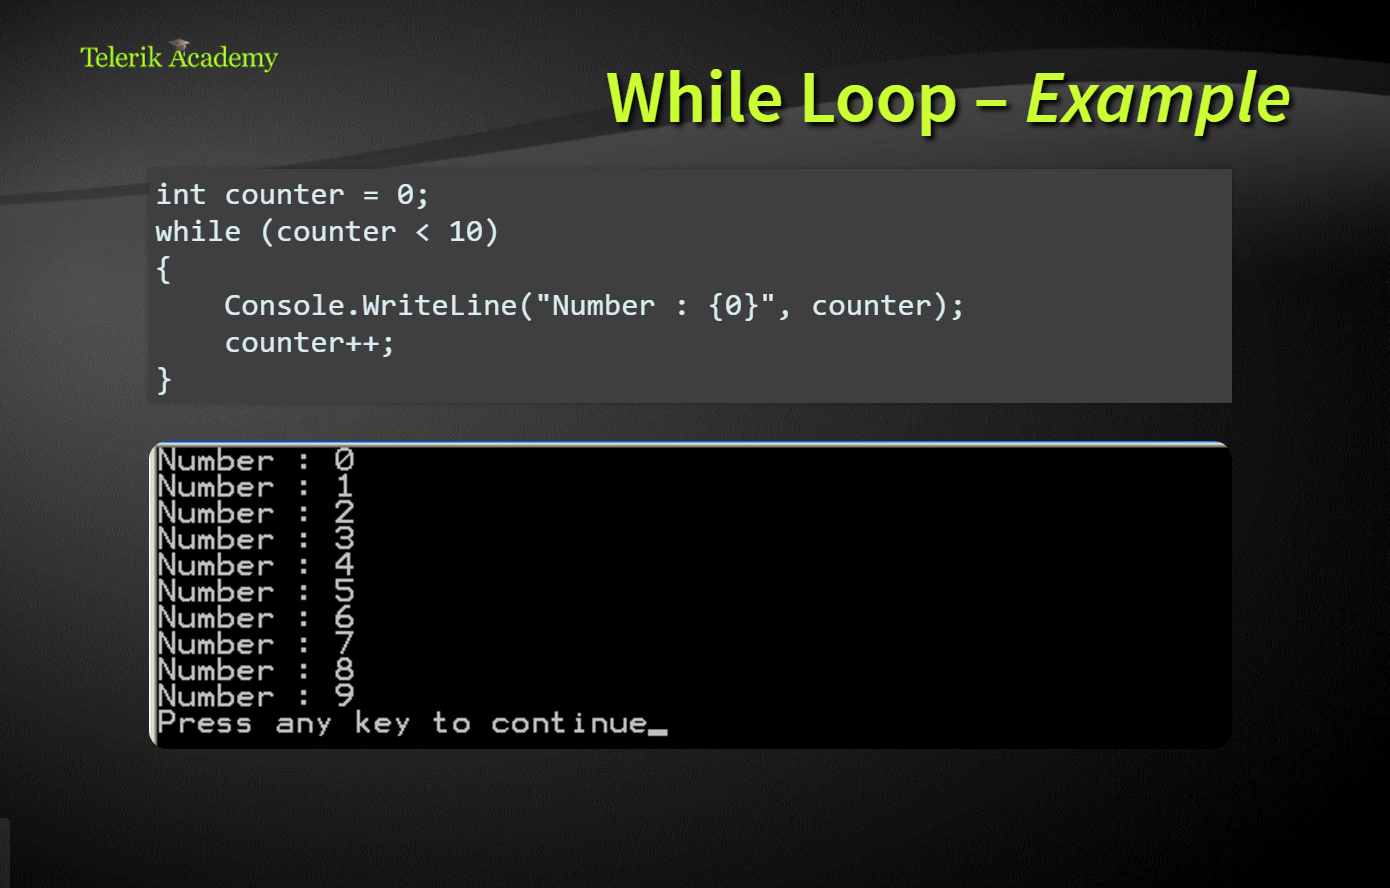 Telerik Academy
While Loop – Example
int counter = 0;
while (counter < 10)
{
    Console.WriteLine("Number : {0}", counter);
    counter++;
}
Number : 0
Number : 1
Number : 2
Number : 3
Number : 4
Number : 5
Number : 6
Number : 7
Number : 8
Number : 9
Press any key to continue_